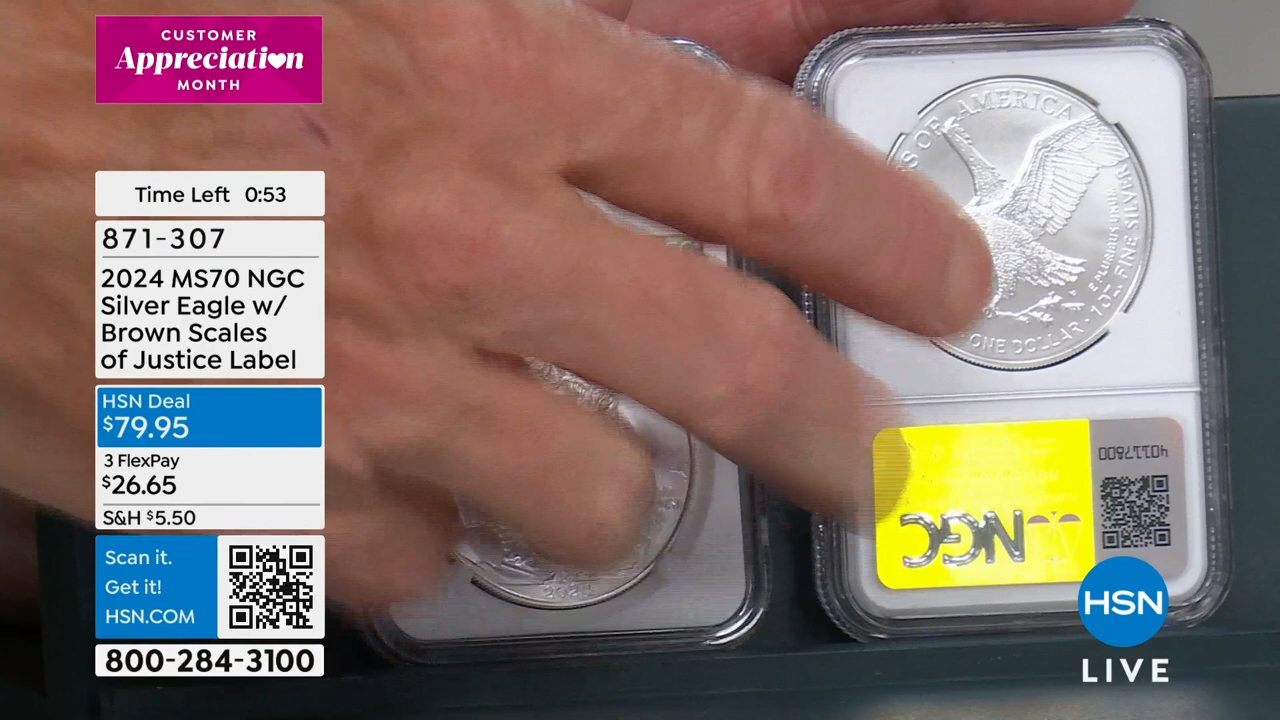 CUSTOMER
Appreciation
MONTH
Time Left 0:53
871-307
2024 MS70 NGC
Silver Eagle w/
Brown Scales
of Justice Label
HSN Deal
$79.95
3 FlexPay
$26.65
S&H $5.50
Scan it.
Get it!
HSN.COM
800-284-3100
OF AMERICA
E PLURIBUS UNUM
1 OZ. FINE SILVER
ONE DOLLAR
NGC
HSN
LIVE